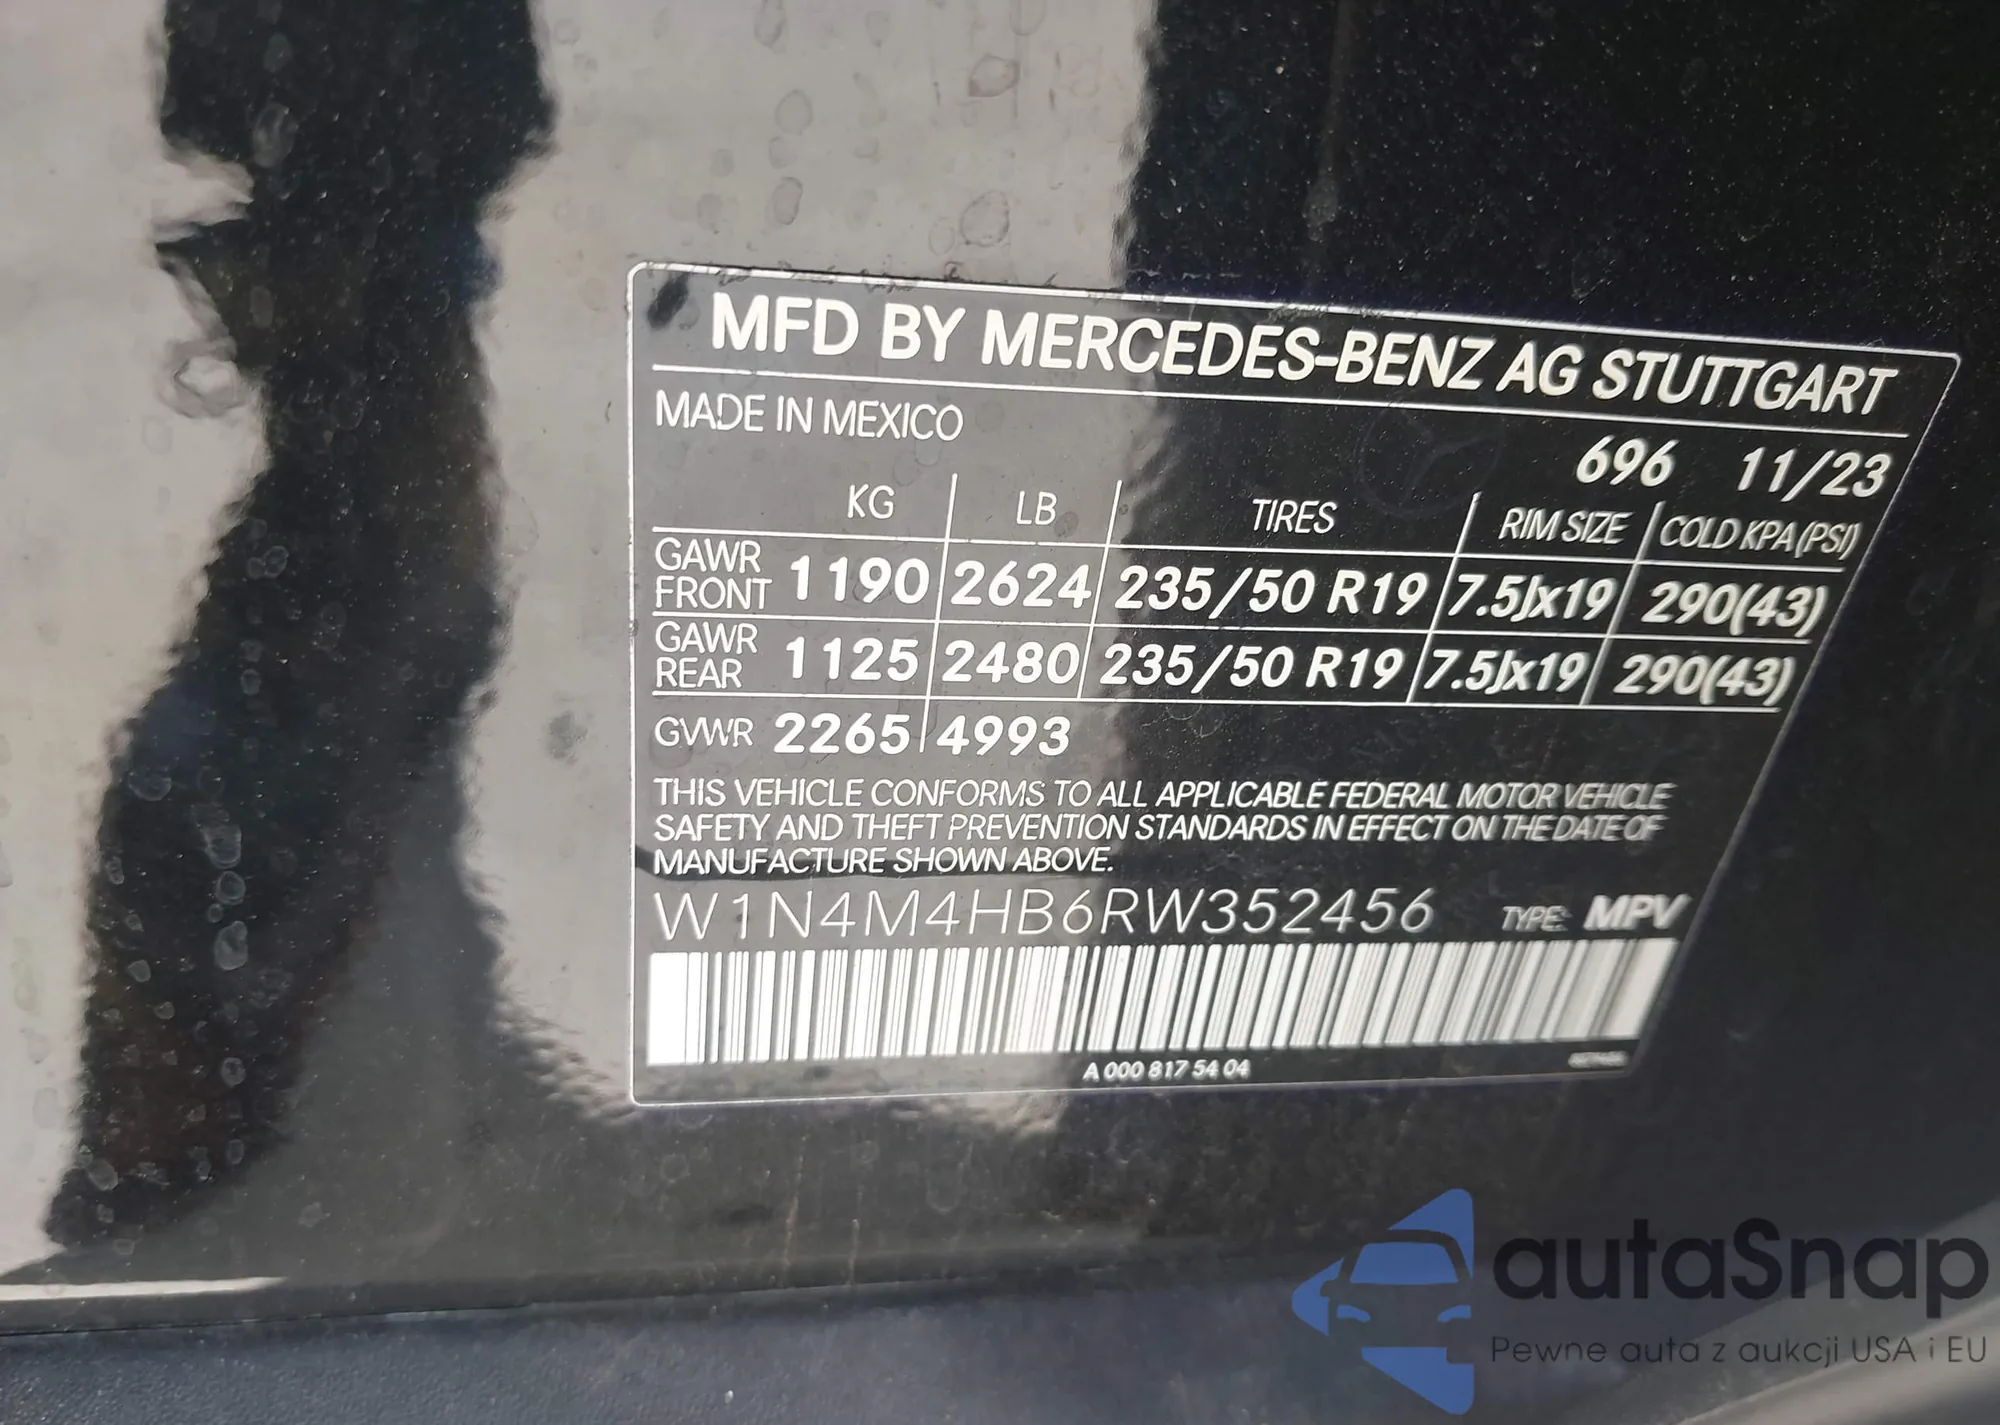 MFD BY MERCEDES-BENZ AG STUTTGART
MADE IN MEXICO
696 11/23
KG LB TIRES RIM SIZE COLD KPA(PSI)
GAWR FRONT 1190 2624 235/50 R19 7.5Jx19 290(43)
GAWR REAR 1125 2480 235/50 R19 7.5Jx19 290(43)
GVWR 2265 4993
THIS VEHICLE CONFORMS TO ALL APPLICABLE FEDERAL MOTOR VEHICLE
SAFETY AND THEFT PREVENTION STANDARDS IN EFFECT ON THE DATE OF
MANUFACTURE SHOWN ABOVE.
W1N4M4HB6RW352456 TYPE: MPV
A 000 817 54 04
autaSnap
Pewne auta z aukcji USA i EU